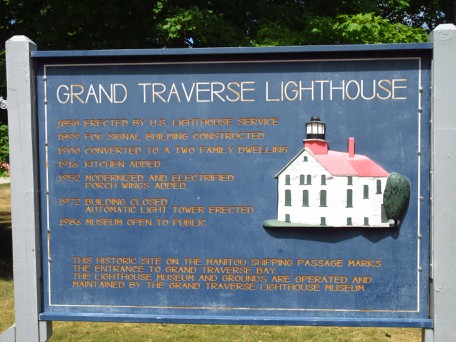 GRAND TRAVERSE LIGHTHOUSE
1858 ERECTED BY U.S. LIGHTHOUSE SERVICE
1899 FOG SIGNAL BUILDING CONSTRUCTED
1900 CONVERTED TO A TWO FAMILY DWELLING
1916 KITCHEN ADDED
1952 MODERNIZED AND ELECTRIFIED
PORCH WINGS ADDED
1972 BUILDING CLOSED
AUTOMATIC LIGHT TOWER ERECTED
1986 MUSEUM OPEN TO PUBLIC
THIS HISTORIC SITE ON THE MANITOU SHIPPING PASSAGE MARKS
THE ENTRANCE TO GRAND TRAVERSE BAY.
THE LIGHTHOUSE MUSEUM AND GROUNDS ARE OPERATED AND
MAINTAINED BY THE GRAND TRAVERSE LIGHTHOUSE MUSEUM